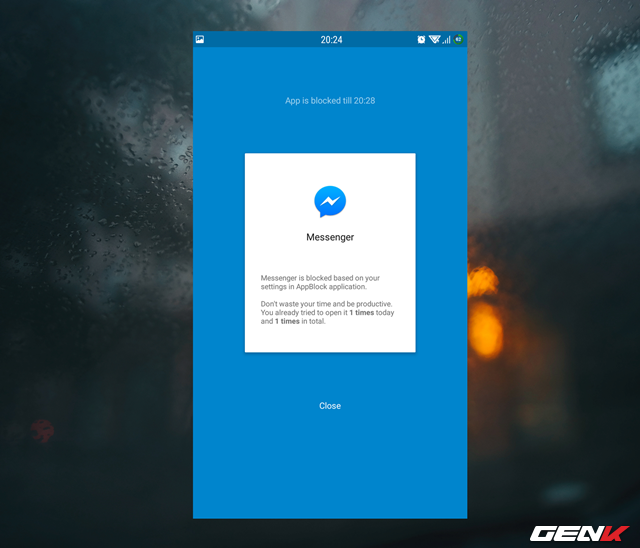 20:24
62
App is blocked till 20:28
Messenger
Messenger is blocked based on your
settings in AppBlock application.
Don't waste your time and be productive.
You already tried to open it 1 times today
and 1 times in total.
Close
GENK